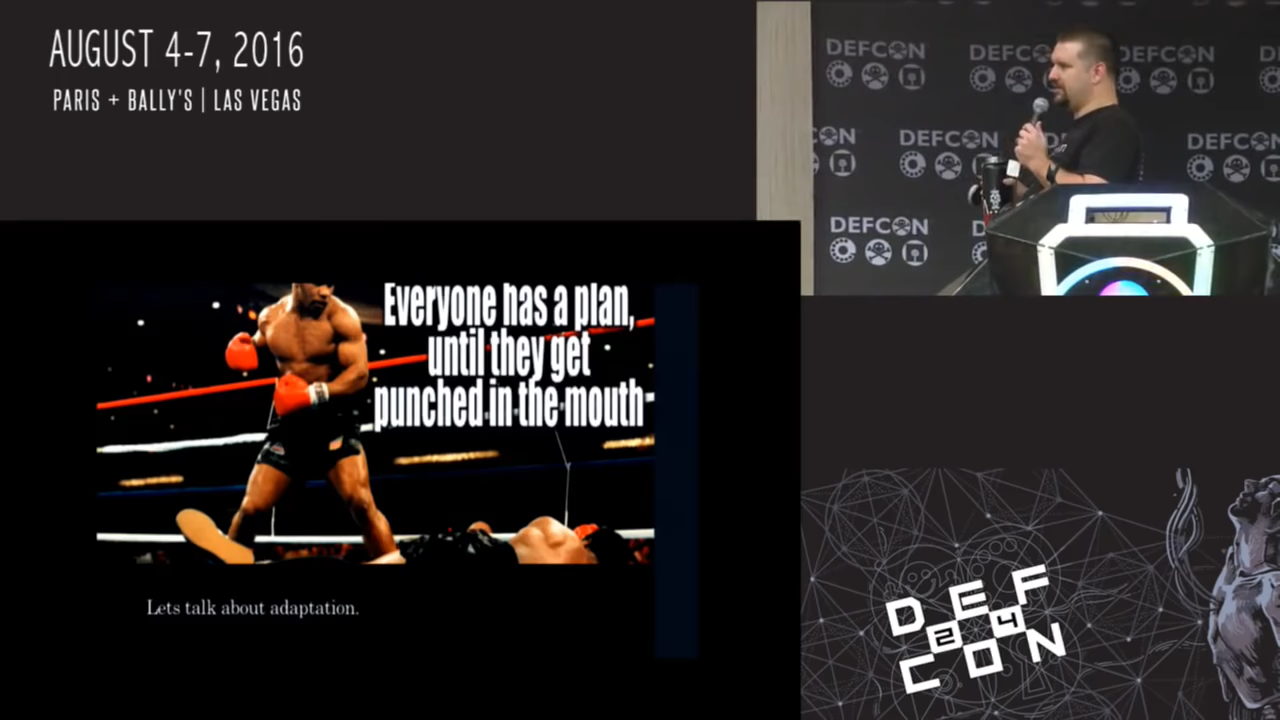 AUGUST 4-7, 2016
PARIS + BALLY'S | LAS VEGAS
DEFCON DEFCON DEFCON
DEFCON DEFCON
DEFCON
Everyone has a plan,
until they get
punched in the mouth
Lets talk about adaptation.
DEF
24
CON